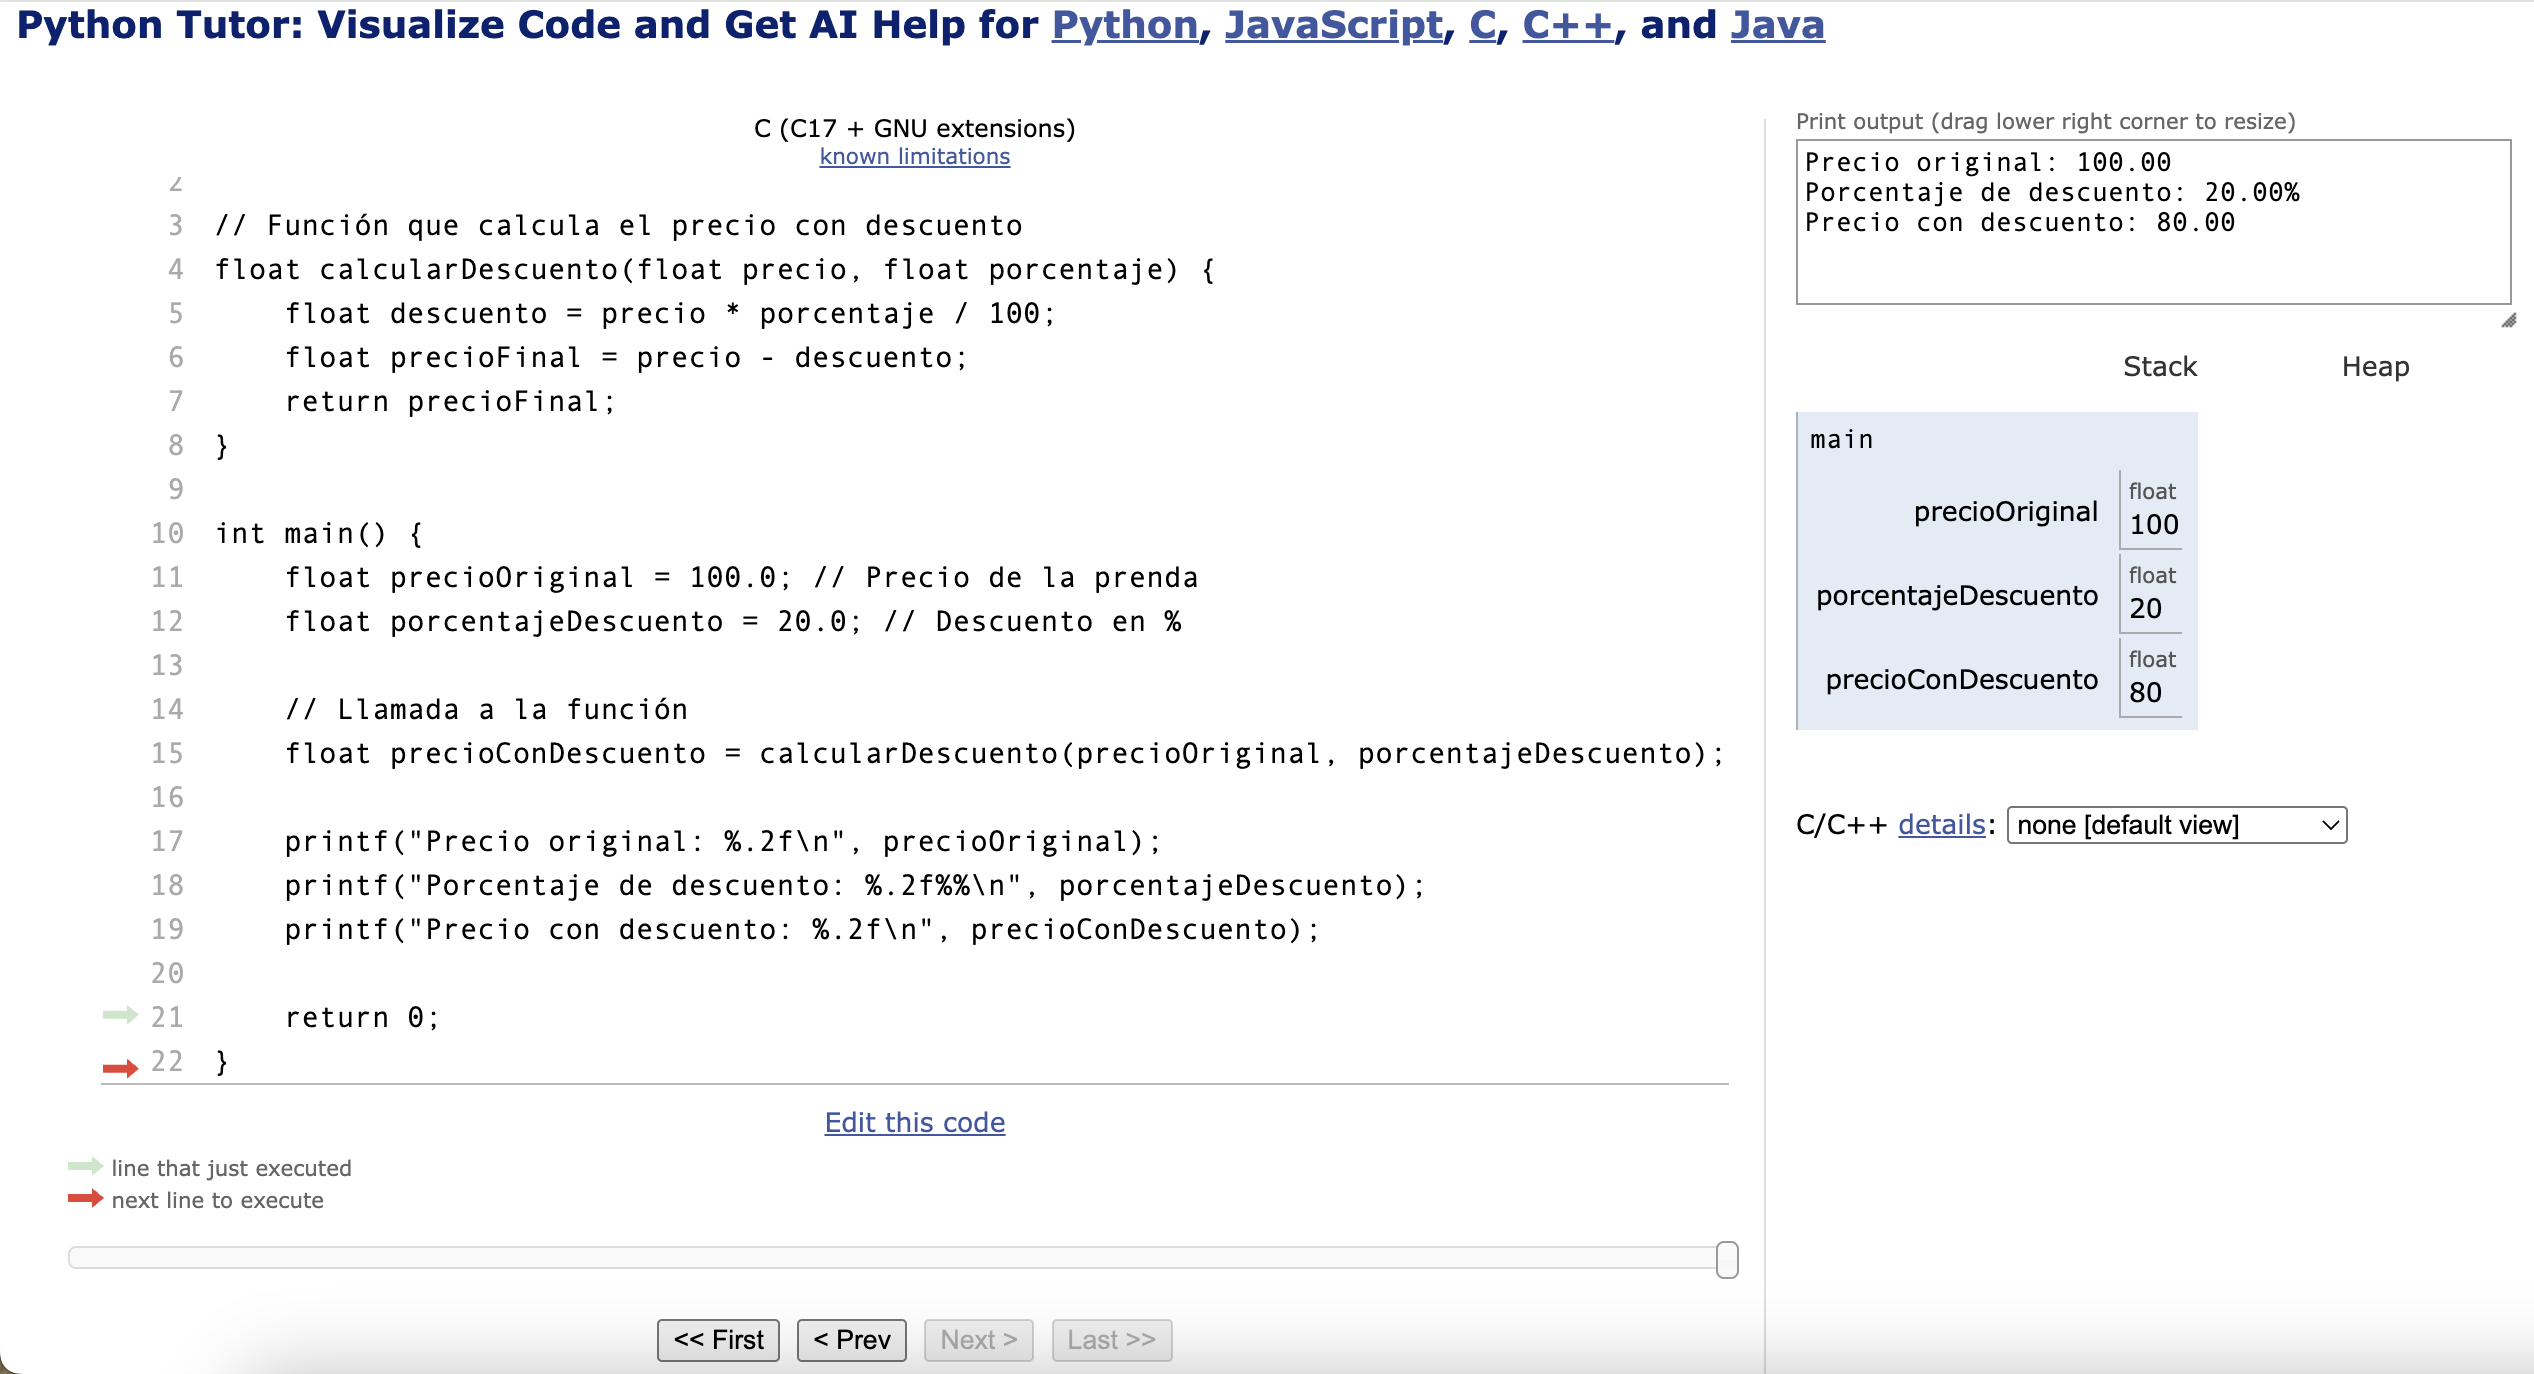 Python Tutor: Visualize Code and Get AI Help for Python, JavaScript, C, C++, and Java
C (C17 + GNU extensions)
known limitations
2
3 // Función que calcula el precio con descuento
4 float calcularDescuento(float precio, float porcentaje) {
5     float descuento = precio * porcentaje / 100;
6     float precioFinal = precio - descuento;
7     return precioFinal;
8 }
9
10 int main() {
11     float precioOriginal = 100.0; // Precio de la prenda
12     float porcentajeDescuento = 20.0; // Descuento en %
13
14     // Llamada a la función
15     float precioConDescuento = calcularDescuento(precioOriginal, porcentajeDescuento);
16
17     printf("Precio original: %.2f\n", precioOriginal);
18     printf("Porcentaje de descuento: %.2f%%\n", porcentajeDescuento);
19     printf("Precio con descuento: %.2f\n", precioConDescuento);
20
21     return 0;
22 }
Edit this code
line that just executed
next line to execute
<< First
< Prev
Next >
Last >>
Print output (drag lower right corner to resize)
Precio original: 100.00
Porcentaje de descuento: 20.00%
Precio con descuento: 80.00
Stack Heap
main
precioOriginal float 100
porcentajeDescuento float 20
precioConDescuento float 80
C/C++ details: none [default view]